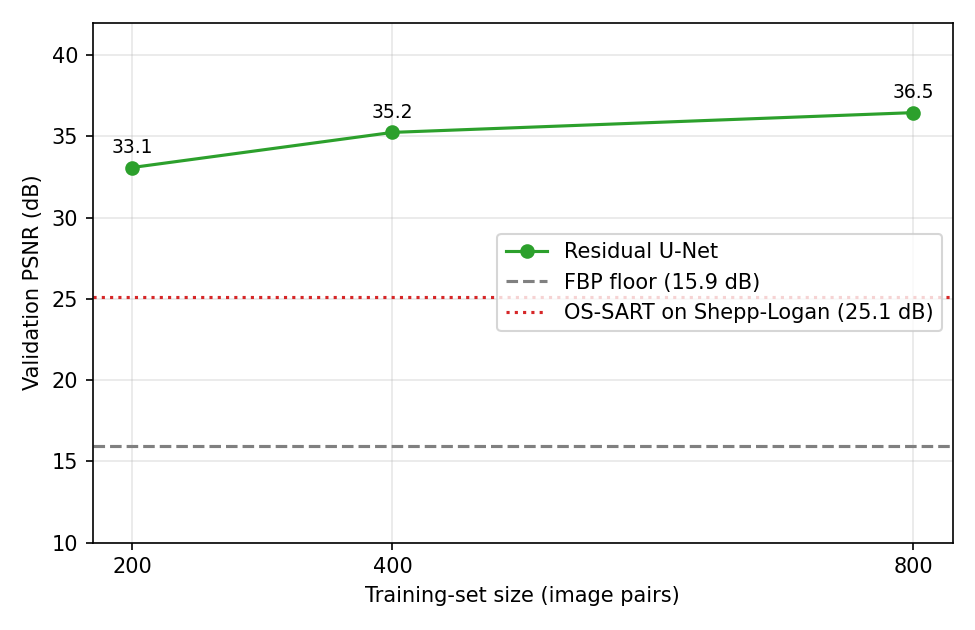 40
35
30
25
20
15
10
Validation PSNR (dB)
33.1
35.2
36.5
Residual U-Net
FBP floor (15.9 dB)
OS-SART on Shepp-Logan (25.1 dB)
200
400
800
Training-set size (image pairs)